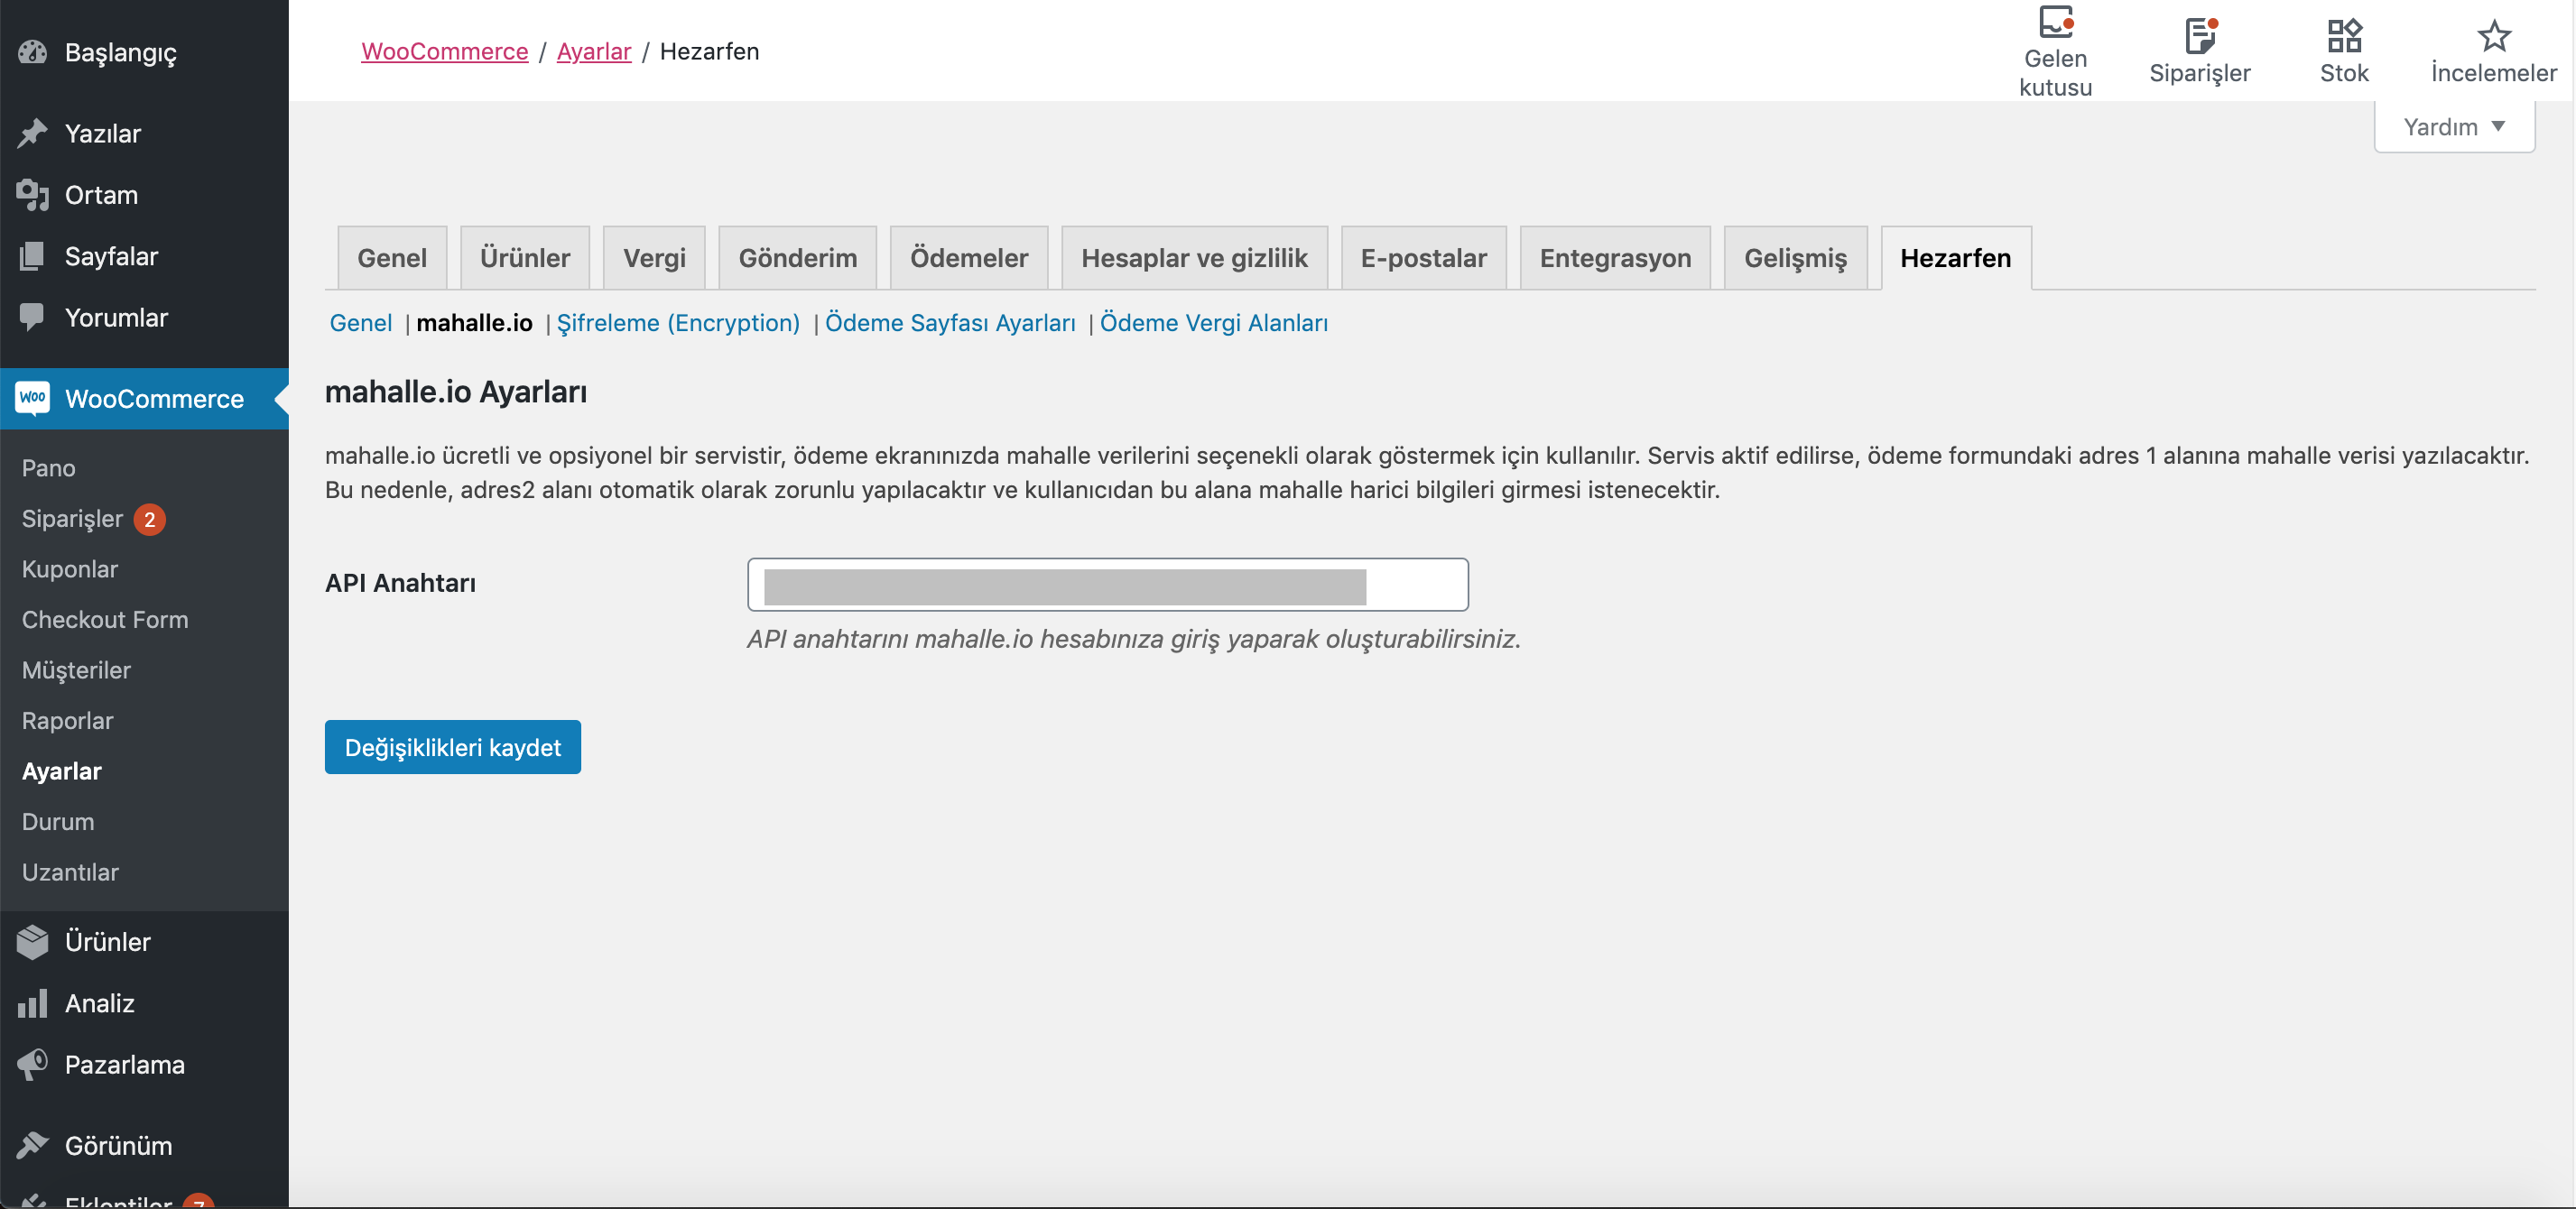 WooCommerce / Ayarlar / Hezarfen
Gelen kutusu
Siparişler
Stok
İncelemeler
Yardım
Başlangıç
Yazılar
Ortam
Sayfalar
Yorumlar
Woo WooCommerce
Pano
Siparişler 2
Kuponlar
Checkout Form
Müşteriler
Raporlar
Ayarlar
Durum
Uzantılar
Ürünler
Analiz
Pazarlama
Görünüm
Eklentiler 7
Genel Ürünler Vergi Gönderim Ödemeler Hesaplar ve gizlilik E-postalar Entegrasyon Gelişmiş Hezarfen
Genel | mahalle.io | Şifreleme (Encryption) | Ödeme Sayfası Ayarları | Ödeme Vergi Alanları
mahalle.io Ayarları
mahalle.io ücretli ve opsiyonel bir servistir, ödeme ekranınızda mahalle verilerini seçenekli olarak göstermek için kullanılır. Servis aktif edilirse, ödeme formundaki adres 1 alanına mahalle verisi yazılacaktır.
Bu nedenle, adres2 alanı otomatik olarak zorunlu yapılacaktır ve kullanıcıdan bu alana mahalle harici bilgileri girmesi istenecektir.
API Anahtarı
API anahtarını mahalle.io hesabınıza giriş yaparak oluşturabilirsiniz.
Değişiklikleri kaydet